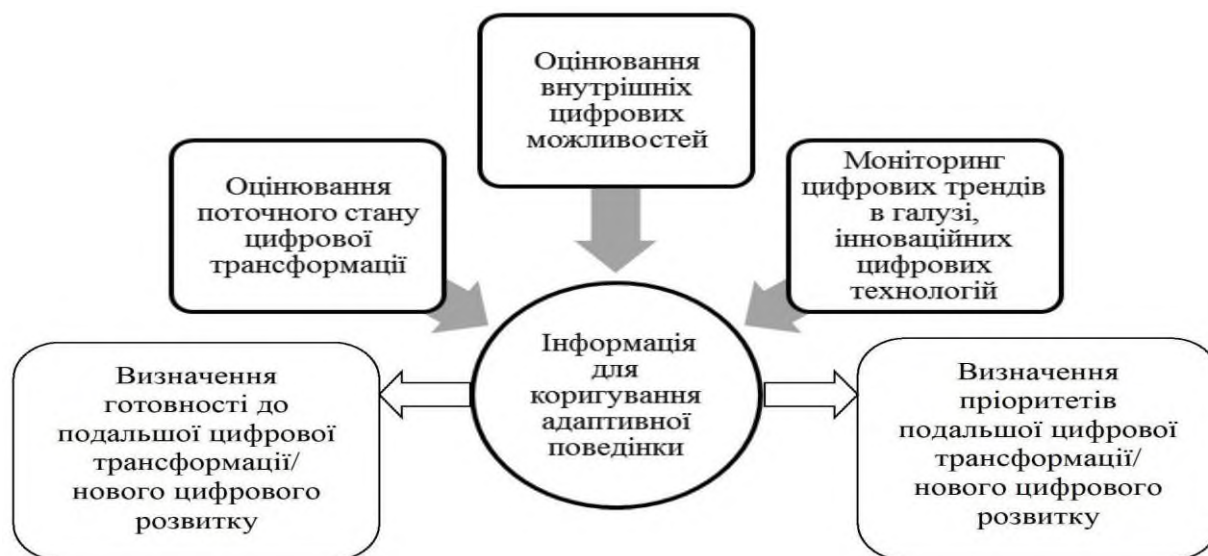 Оцінювання
внутрішніх
цифрових
можливостей
Оцінювання
поточного стану
цифрової
трансформації
Моніторинг
цифрових трендів
в галузі,
інноваційних
цифрових
технологій
Інформація
для
коригування
адаптивної
поведінки
Визначення
готовності до
подальшої цифрової
трансформації/
нового цифрового
розвитку
Визначення
пріоритетів
подальшої цифрової
трансформації/
нового цифрового
розвитку